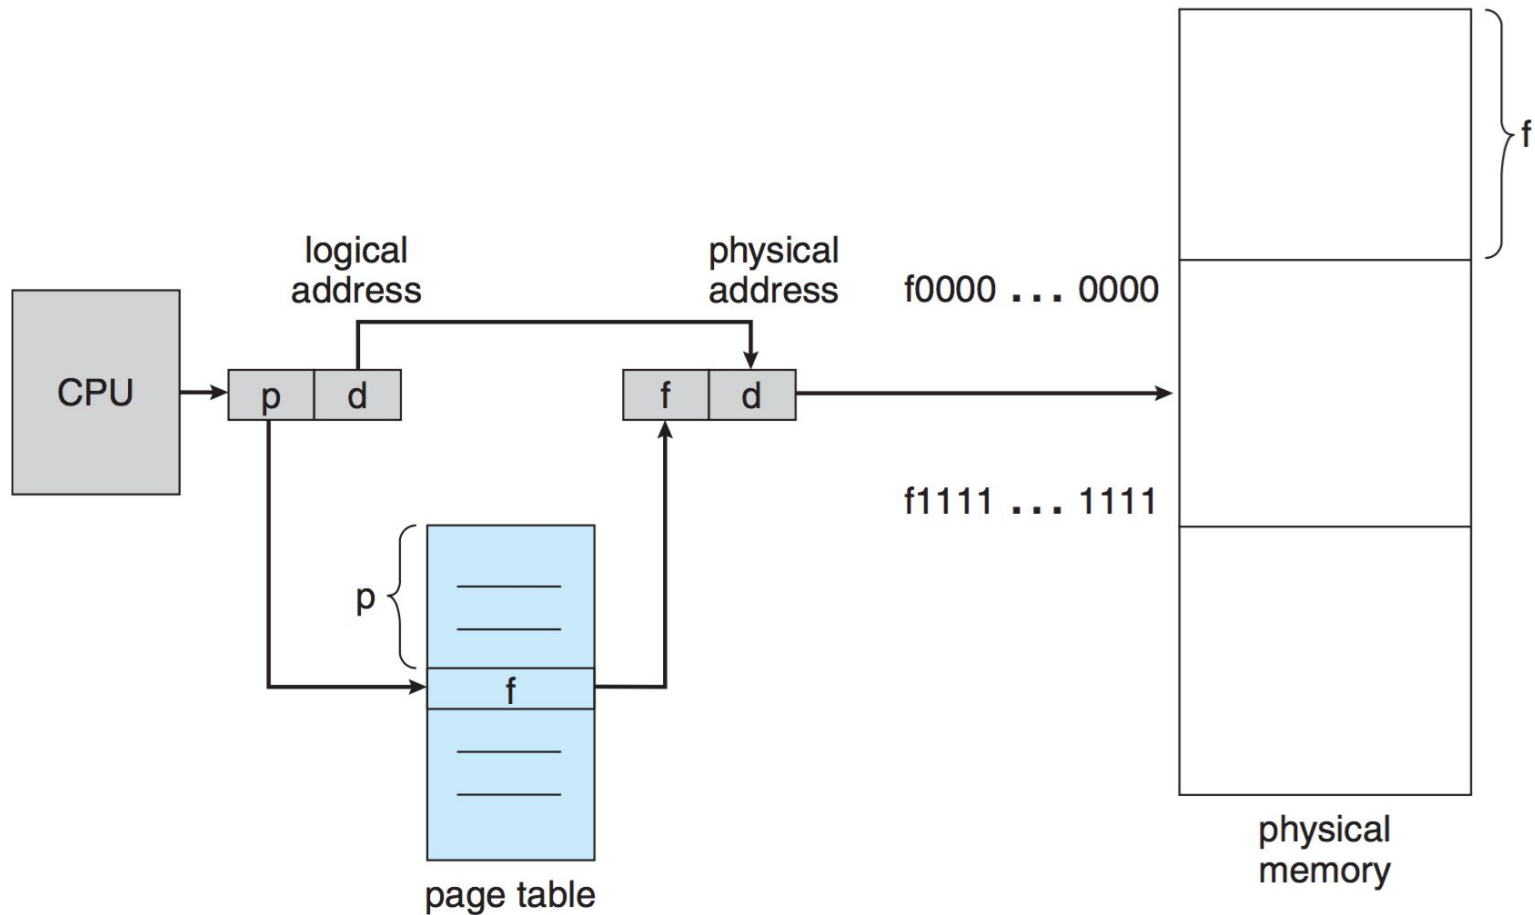 f
logical
address
physical
address
f0000 ... 0000
CPU
p
d
f
d
f1111 ... 1111
p
f
physical
memory
page table